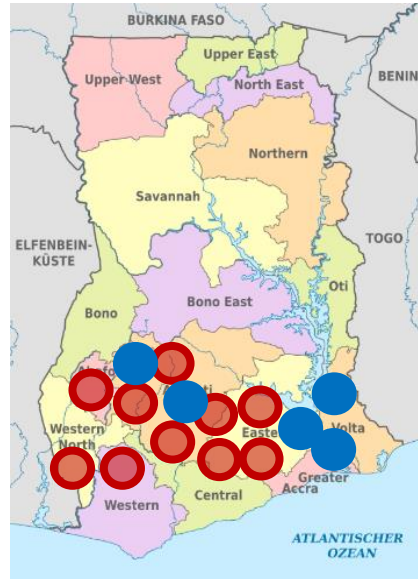 BURKINA FASO
Upper East
Upper West
North East
BENIN
Northern
Savannah
ELFENBEIN-
KÜSTE
TOGO
Oti
Bono East
Bono
Western
North
Volta
Greater
Accra
Central
Western
ATLANTISCHER
OZEAN